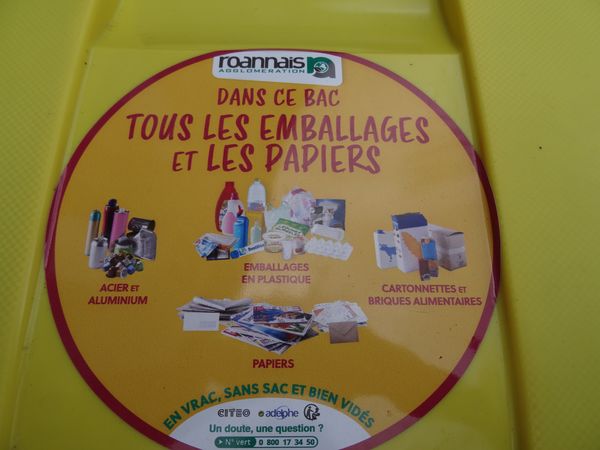 roannais
AGGLOMÉRATION
DANS CE BAC
TOUS LES EMBALLAGES
ET LES PAPIERS
ACIER ET
ALUMINIUM
EMBALLAGES
EN PLASTIQUE
CARTONNETTES ET
BRIQUES ALIMENTAIRES
PAPIERS
EN VRAC, SANS SAC ET BIEN VIDÉS
CITEO adelphe
Un doute, une question ?
N° vert 0 800 17 34 50